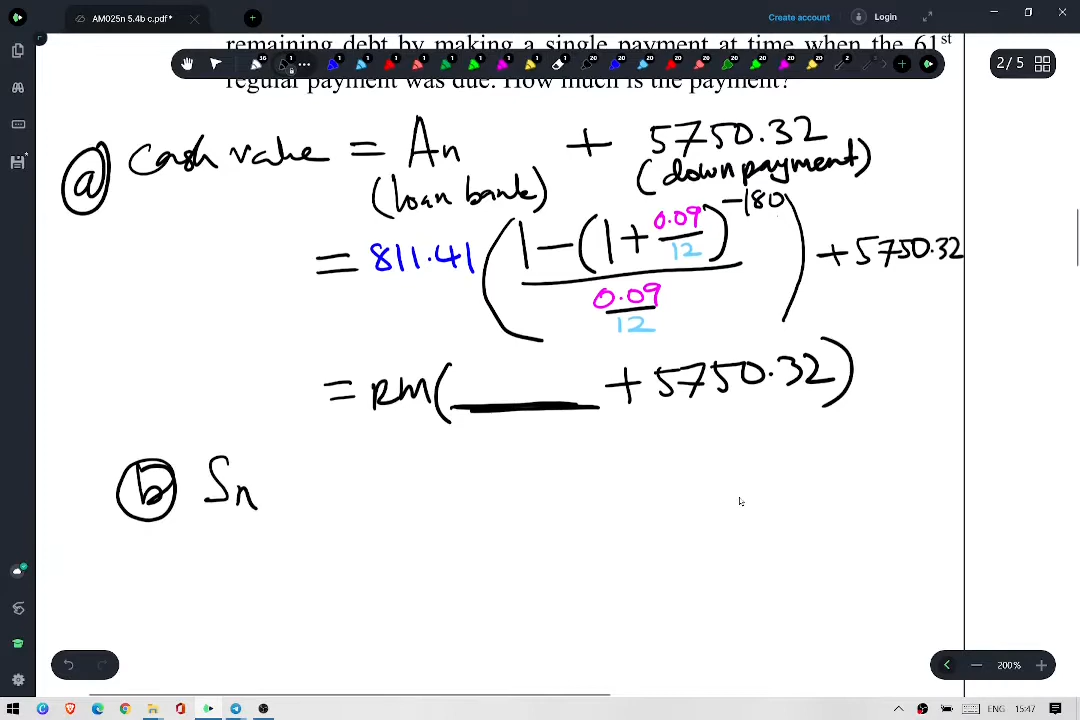 AM025n 5.4b c.pdf*
Create account
Login
remaining debt by making a single payment at time when the 61st
regular payment was due. How much is the payment?
2/5
(a) Cash value = An + 5750.32
(loan bank) (down payment)
= 811.41 ( 1-(1+ 0.09/12 )^-180 / 0.09/12 ) + 5750.32
= RM( ______ + 5750.32)
(b) Sn
200%
ENG 15:47